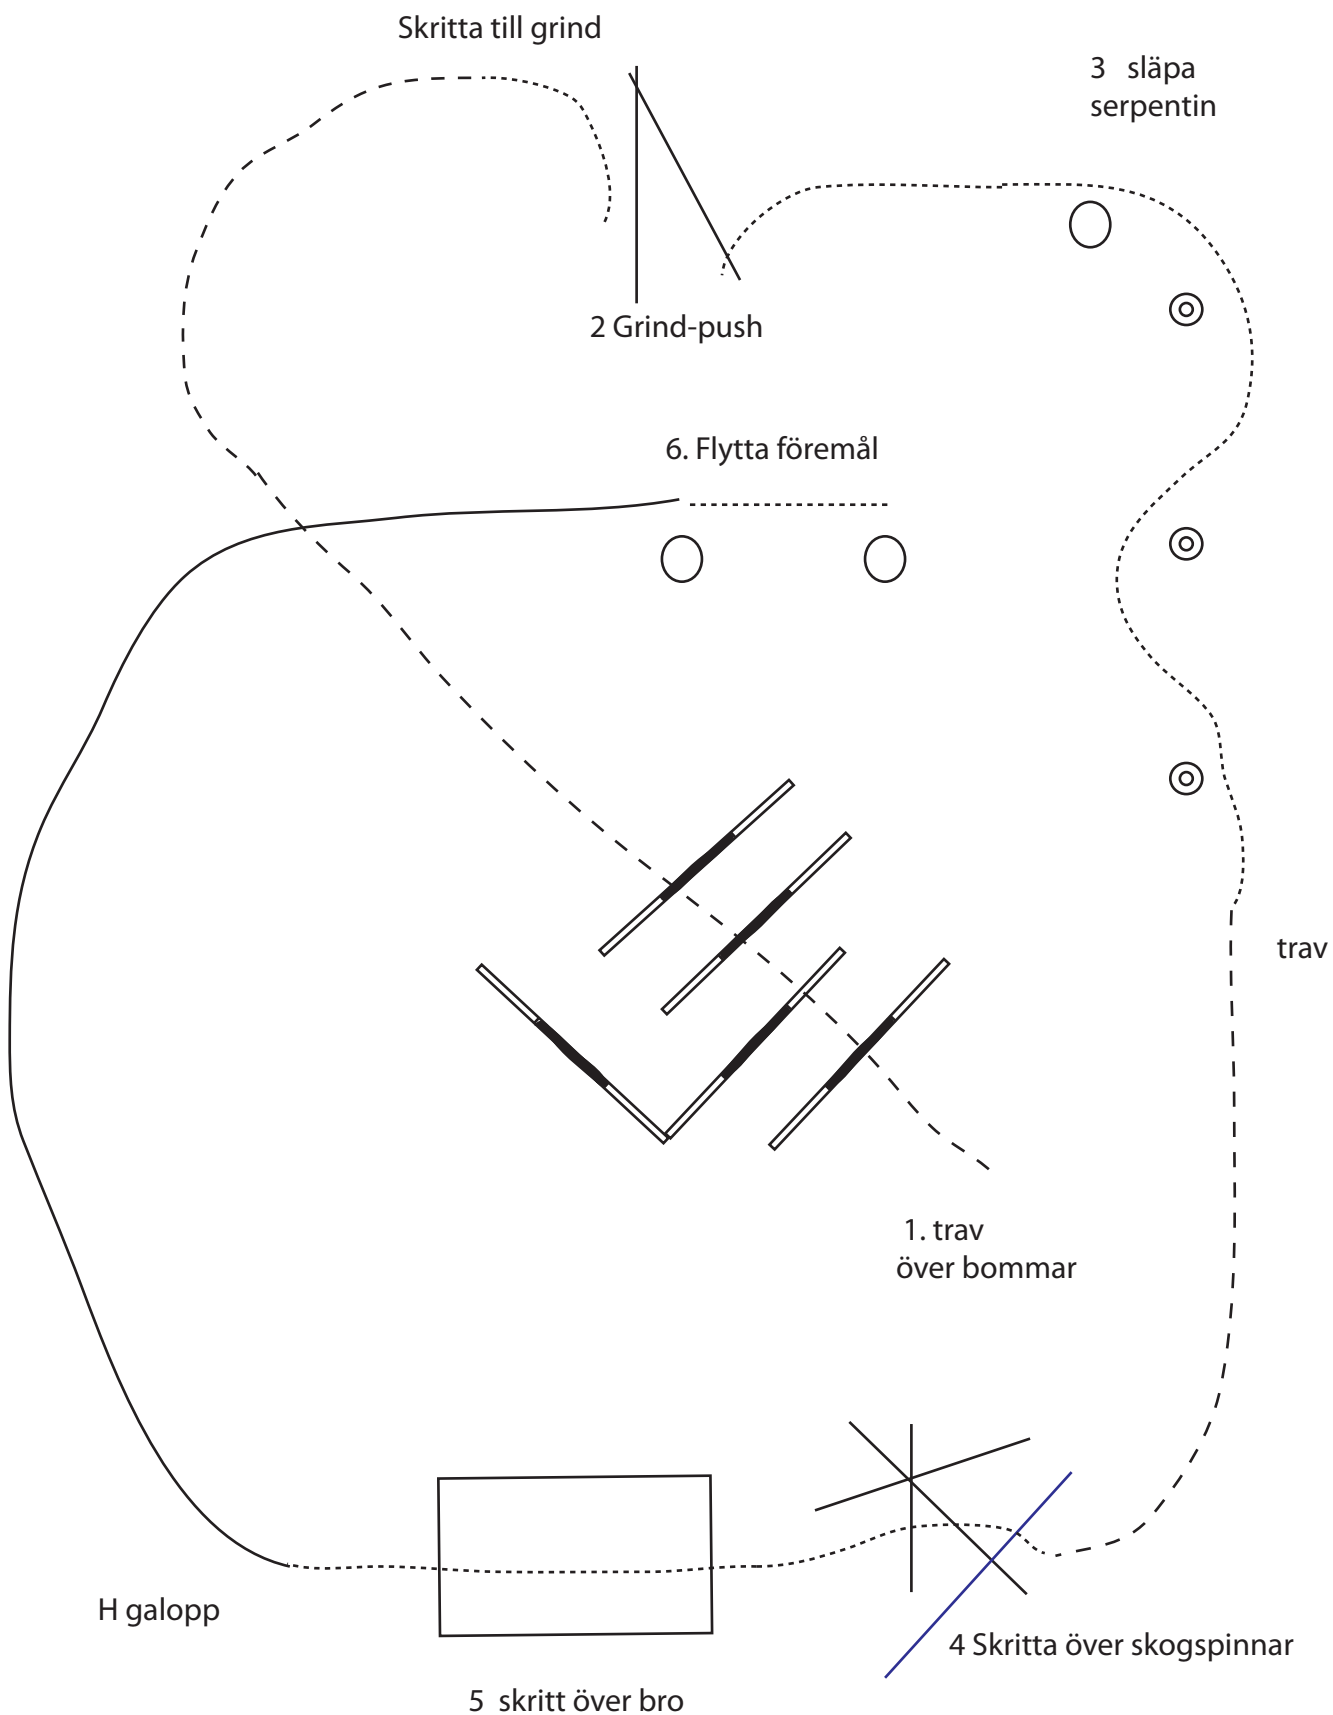 Skritta till grind
3 släpa
serpentin
2 Grind-push
6. Flytta föremål
trav
1. trav
över bommar
H galopp
4 Skritta över skogspinnar
5 skritt över bro